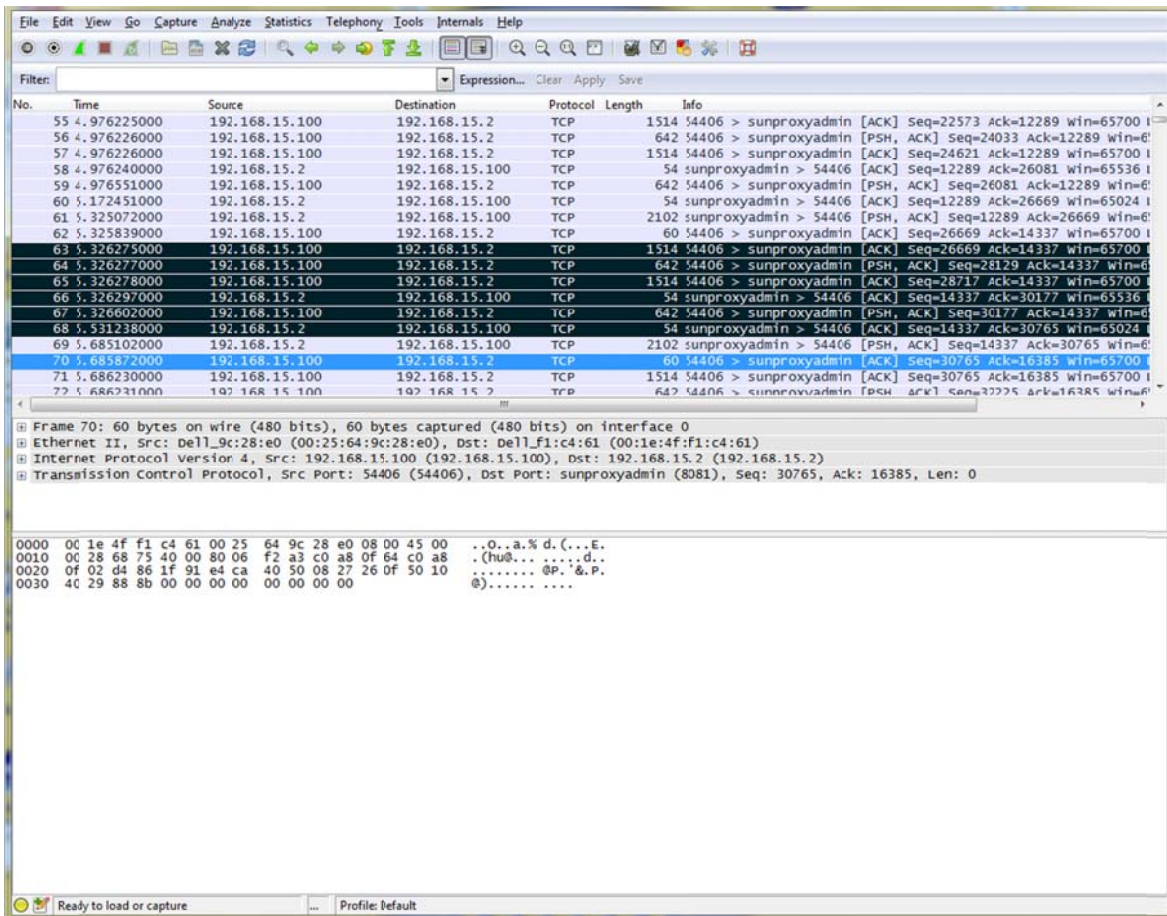 File Edit View Go Capture Analyze Statistics Telephony Tools Internals Help
Filter: Expression... Clear Apply Save
No. Time Source Destination Protocol Length Info
55 4.976225000 192.168.15.100 192.168.15.2 TCP 1514 54406 > sunproxyadmin [ACK] Seq=22573 Ack=12289 Win=65700
56 4.976226000 192.168.15.100 192.168.15.2 TCP 642 54406 > sunproxyadmin [PSH, ACK] Seq=24033 Ack=12289
57 4.976226000 192.168.15.100 192.168.15.2 TCP 1514 54406 > sunproxyadmin [ACK] Seq=24621 Ack=12289 Win=65700
58 4.976240000 192.168.15.2 192.168.15.100 TCP 54 sunproxyadmin > 54406 [ACK] Seq=12289 Ack=26081 Win=65536
59 4.976551000 192.168.15.100 192.168.15.2 TCP 642 54406 > sunproxyadmin [PSH, ACK] Seq=26081 Ack=12289
60 5.172451000 192.168.15.2 192.168.15.100 TCP 54 sunproxyadmin > 54406 [ACK] Seq=12289 Ack=26669 Win=65024
61 5.325072000 192.168.15.2 192.168.15.100 TCP 2102 sunproxyadmin > 54406 [PSH, ACK] Seq=12289 Ack=26669
62 5.325839000 192.168.15.100 192.168.15.2 TCP 60 54406 > sunproxyadmin [ACK] Seq=26669 Ack=14337 Win=65700
63 5.326275000 192.168.15.100 192.168.15.2 TCP 1514 54406 > sunproxyadmin [ACK] Seq=26669 Ack=14337 Win=65700
64 5.326277000 192.168.15.100 192.168.15.2 TCP 642 54406 > sunproxyadmin [PSH, ACK] Seq=28129 Ack=14337
65 5.326278000 192.168.15.100 192.168.15.2 TCP 1514 54406 > sunproxyadmin [ACK] Seq=28717 Ack=14337 Win=65700
66 5.326297000 192.168.15.2 192.168.15.100 TCP 54 sunproxyadmin > 54406 [ACK] Seq=14337 Ack=30177 Win=65536
67 5.326602000 192.168.15.100 192.168.15.2 TCP 642 54406 > sunproxyadmin [PSH, ACK] Seq=30177 Ack=14337
68 5.531238000 192.168.15.2 192.168.15.100 TCP 54 sunproxyadmin > 54406 [ACK] Seq=14337 Ack=30765 Win=65024
69 5.685102000 192.168.15.2 192.168.15.100 TCP 2102 sunproxyadmin > 54406 [PSH, ACK] Seq=14337 Ack=30765
70 5.685872000 192.168.15.100 192.168.15.2 TCP 60 54406 > sunproxyadmin [ACK] Seq=30765 Ack=16385 Win=65700
71 5.686230000 192.168.15.100 192.168.15.2 TCP 1514 54406 > sunproxyadmin [ACK] Seq=30765 Ack=16385 Win=65700
72 5.686231000 192.168.15.100 192.168.15.2 TCP 642 54406 > sunproxyadmin [PSH, ACK] Seq=32225 Ack=16385
Frame 70: 60 bytes on wire (480 bits), 60 bytes captured (480 bits) on interface 0
Ethernet II, Src: Dell_9c:28:e0 (00:25:64:9c:28:e0), Dst: Dell_f1:c4:61 (00:1e:4f:f1:c4:61)
Internet Protocol Version 4, Src: 192.168.15.100 (192.168.15.100), Dst: 192.168.15.2 (192.168.15.2)
Transmission Control Protocol, Src Port: 54406 (54406), Dst Port: sunproxyadmin (8081), Seq: 30765, Ack: 16385, Len: 0
0000 00 1e 4f f1 c4 61 00 25 64 9c 28 e0 08 00 45 00 ..O..a.% d.(...E.
0010 00 28 68 75 40 00 80 06 f2 a3 c0 a8 0f 64 c0 a8 .(hu@... .....d..
0020 0f 02 d4 86 1f 91 e4 ca 40 50 08 27 26 0f 50 10 ........ @P.'&.P.
0030 40 29 88 8b 00 00 00 00 00 00 00 00 @)...... ....
Ready to load or capture ... Profile: Default